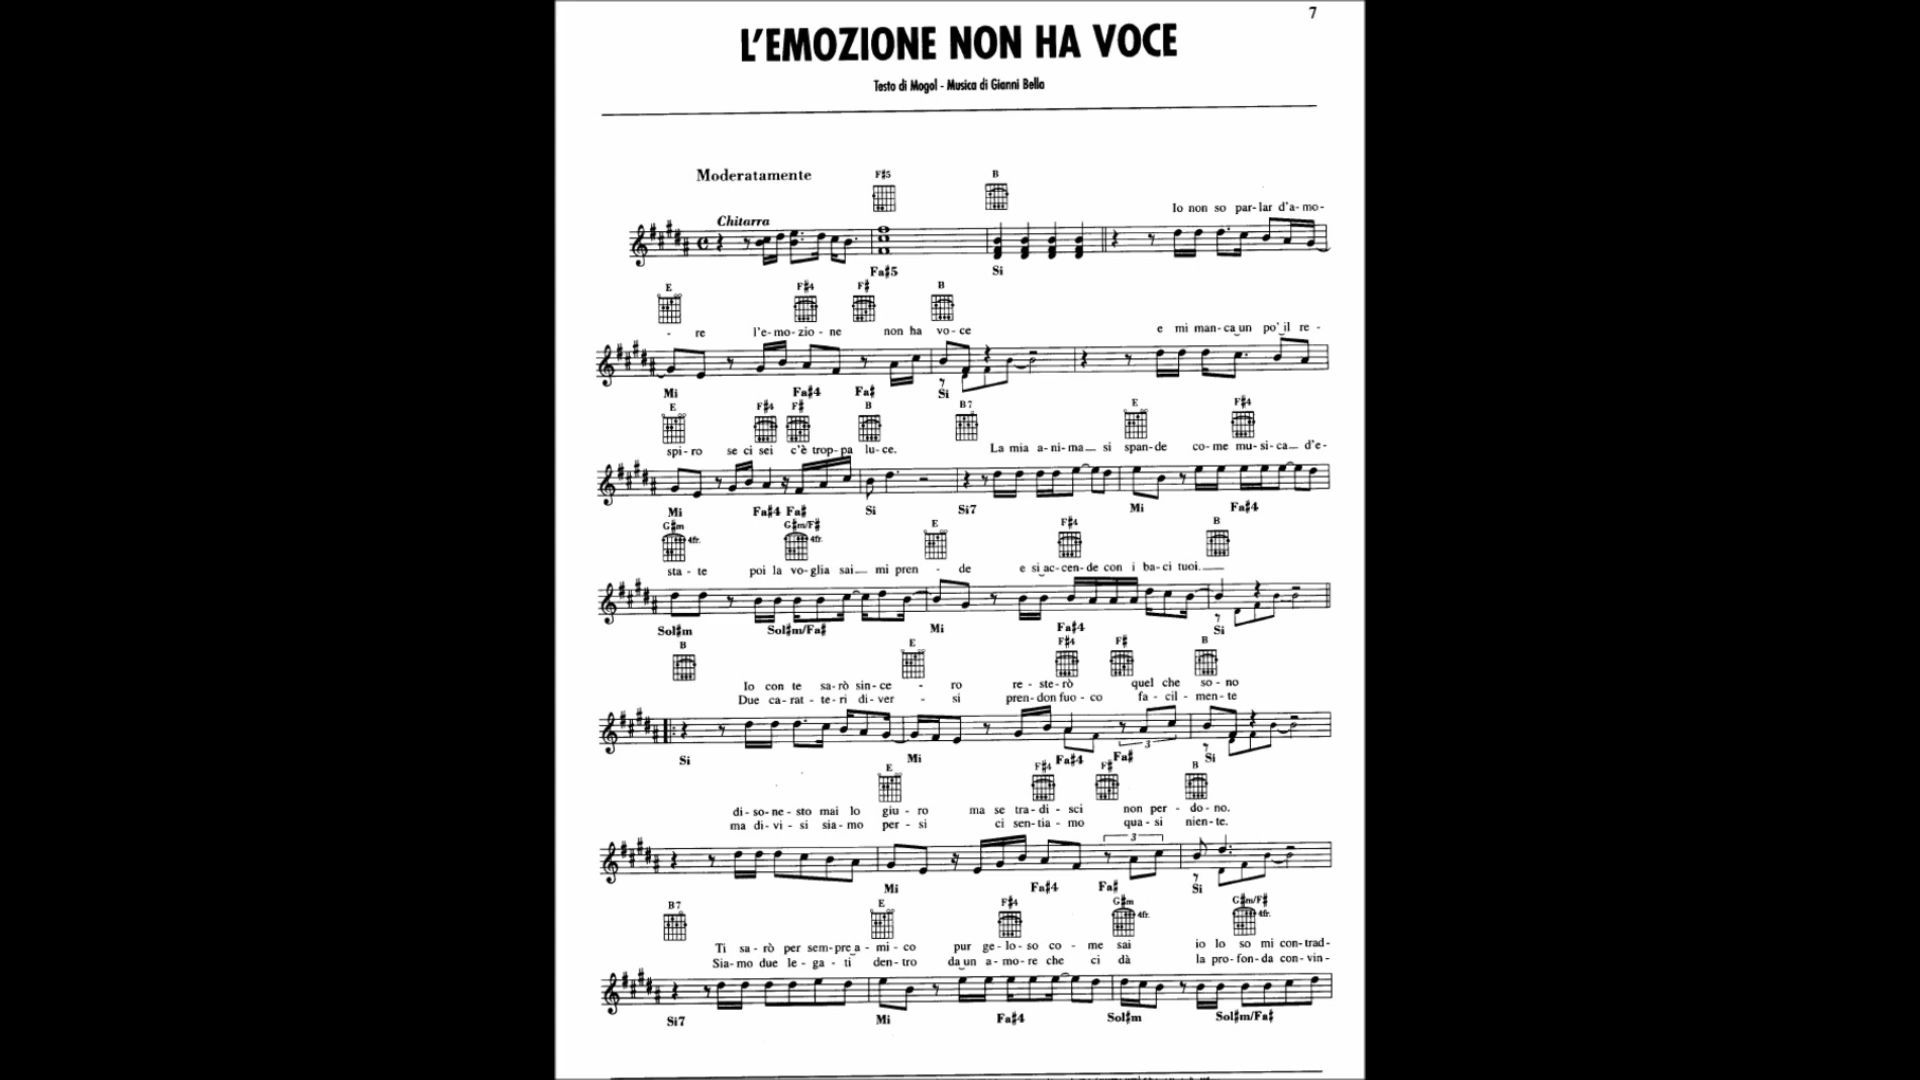 7
L'EMOZIONE NON HA VOCE
Testo di Mogol - Musica di Gianni Bella
Moderatamente
F#5 B
Chitarra
Io non so par-lar d'a-mo-
Fa#5 Si
E F#4 F# B
- re l'e-mo-zio-ne non ha vo-ce e mi man-ca un po' il re-
Mi Fa#4 Fa# Si
E F#4 F# B B7 E F#4
spi-ro se ci sei c'è trop-pa lu-ce. La mia a-ni-ma si span-de co-me mu-si-ca d'e-
Mi Fa#4 Fa# Si Si7 Mi Fa#4
G#m 4fr. G#m/F# 4fr. E F#4 B
sta-te poi la vo-glia sai mi pren-de e si ac-cen-de con i ba-ci tuoi.
Sol#m Sol#m/Fa# Mi Fa#4 Si
B E F#4 F# B
Io con te sa-rò sin-ce-ro re-ste-rò quel che so-no
Due ca-rat-te-ri di-ver-si pren-don fuo-co fa-cil-men-te
3
Si Mi Fa#4 Fa# Si
E F#4 F# B
di-so-ne-sto mai lo giu-ro ma se tra-di-sci non per-do-no.
ma di-vi-si sia-mo per-si ci sen-tia-mo qua-si nien-te.
3
Mi Fa#4 Fa# Si
B7 E F#4 G#m 4fr. G#m/F# 4fr.
Ti sa-rò per sem-pre a-mi-co pur ge-lo-so co-me sai io lo so mi con-trad-
Sia-mo due le-ga-ti den-tro da un a-mo-re che ci dà la pro-fon-da con-vin-
Si7 Mi Fa#4 Sol#m Sol#m/Fa#